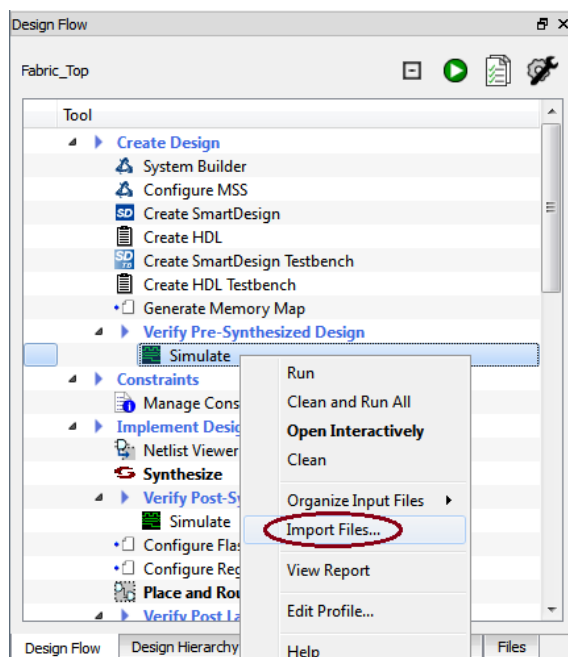 Design Flow
Fabric_Top
Tool
Create Design
System Builder
Configure MSS
SD Create SmartDesign
Create HDL
SD TB Create SmartDesign Testbench
Create HDL Testbench
Generate Memory Map
Verify Pre-Synthesized Design
Simulate
Run
Constraints
Clean and Run All
Manage Cons
Open Interactively
Implement Desig
Clean
Netlist Viewer
Synthesize
Verify Post-Sy
Organize Input Files
Simulate
Import Files...
Configure Flas
Configure Reg
View Report
Place and Rou
Edit Profile...
Verify Post La
Design Flow
Design Hierarchy
Help
Files